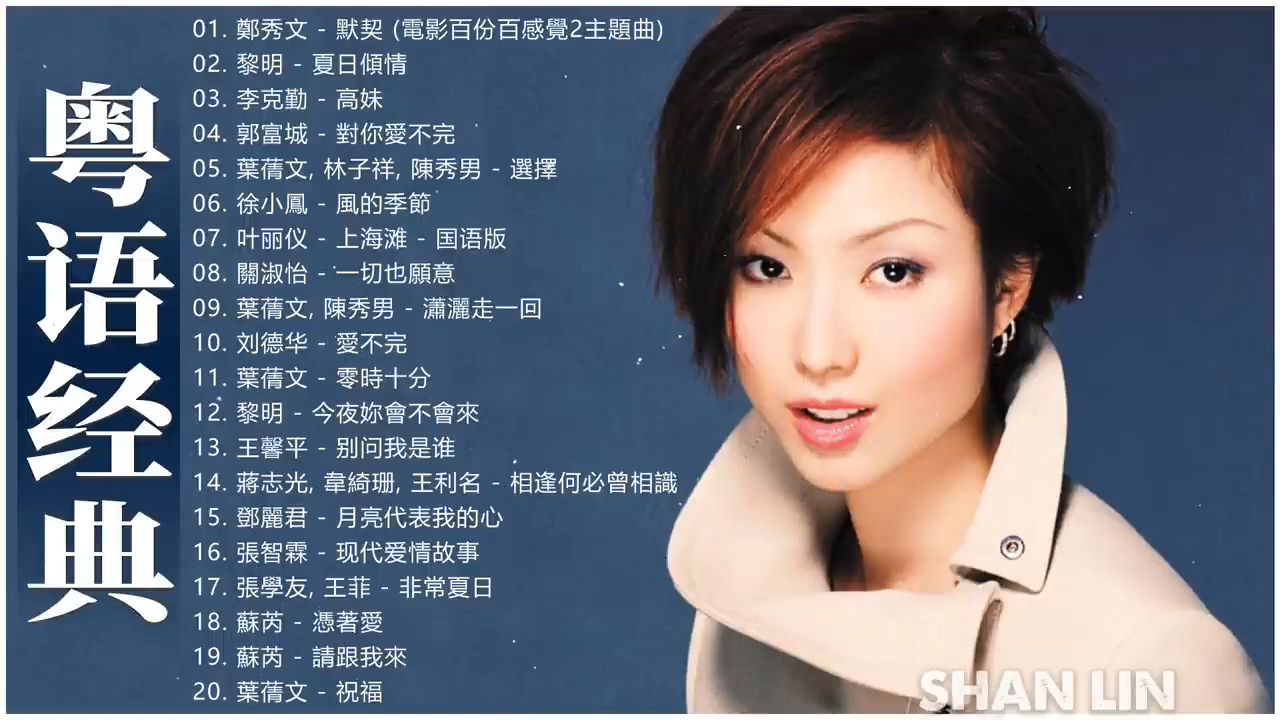 粤语经典
01. 鄭秀文 - 默契 (電影百份百感覺2主題曲)
02. 黎明 - 夏日傾情
03. 李克勤 - 高妹
04. 郭富城 - 對你愛不完
05. 葉蒨文, 林子祥, 陳秀男 - 選擇
06. 徐小鳳 - 風的季節
07. 叶丽仪 - 上海滩 - 国语版
08. 關淑怡 - 一切也願意
09. 葉蒨文, 陳秀男 - 瀟灑走一回
10. 刘德华 - 愛不完
11. 葉蒨文 - 零時十分
12. 黎明 - 今夜妳會不會來
13. 王馨平 - 别问我是谁
14. 蔣志光, 韋綺珊, 王利名 - 相逢何必曾相識
15. 鄧麗君 - 月亮代表我的心
16. 張智霖 - 现代爱情故事
17. 張學友, 王菲 - 非常夏日
18. 蘇芮 - 憑著愛
19. 蘇芮 - 請跟我來
20. 葉蒨文 - 祝福
SHAN LIN